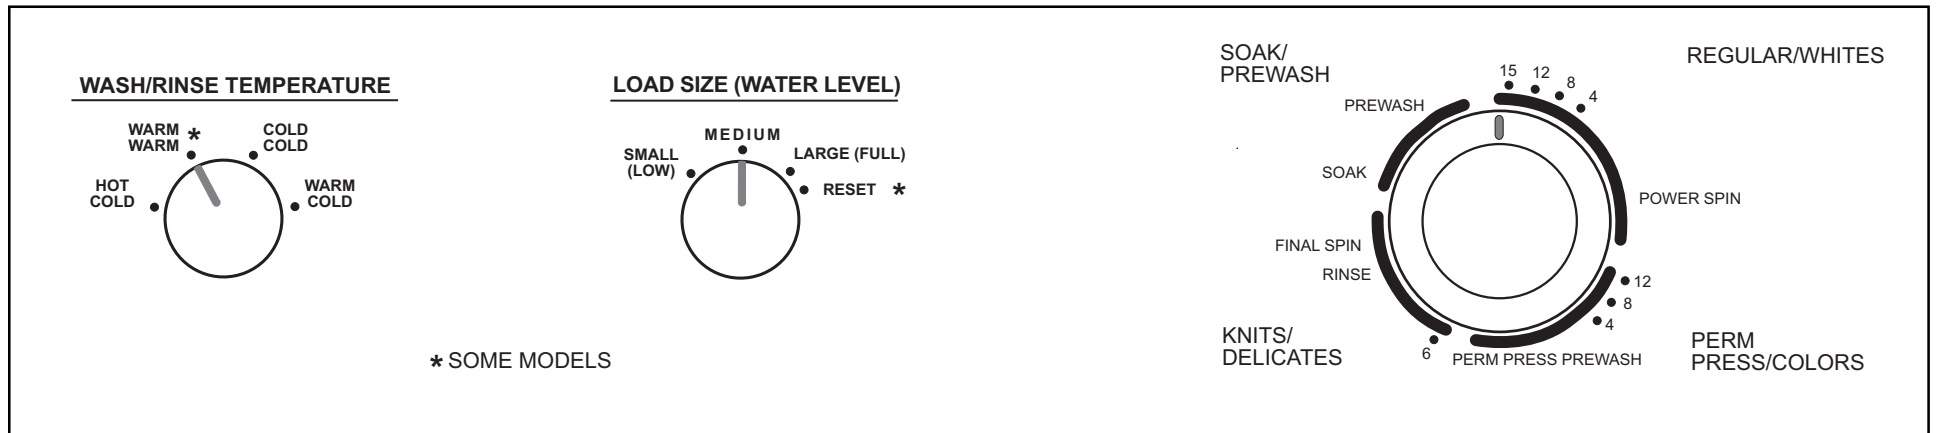 WASH/RINSE TEMPERATURE
WARM *
WARM
COLD
COLD
HOT
COLD
WARM
COLD
LOAD SIZE (WATER LEVEL)
MEDIUM
SMALL
(LOW)
LARGE (FULL)
RESET *
* SOME MODELS
SOAK/
PREWASH
REGULAR/WHITES
15
12
8
4
PREWASH
SOAK
POWER SPIN
FINAL SPIN
RINSE
12
8
4
KNITS/
DELICATES
6
PERM PRESS PREWASH
PERM
PRESS/COLORS